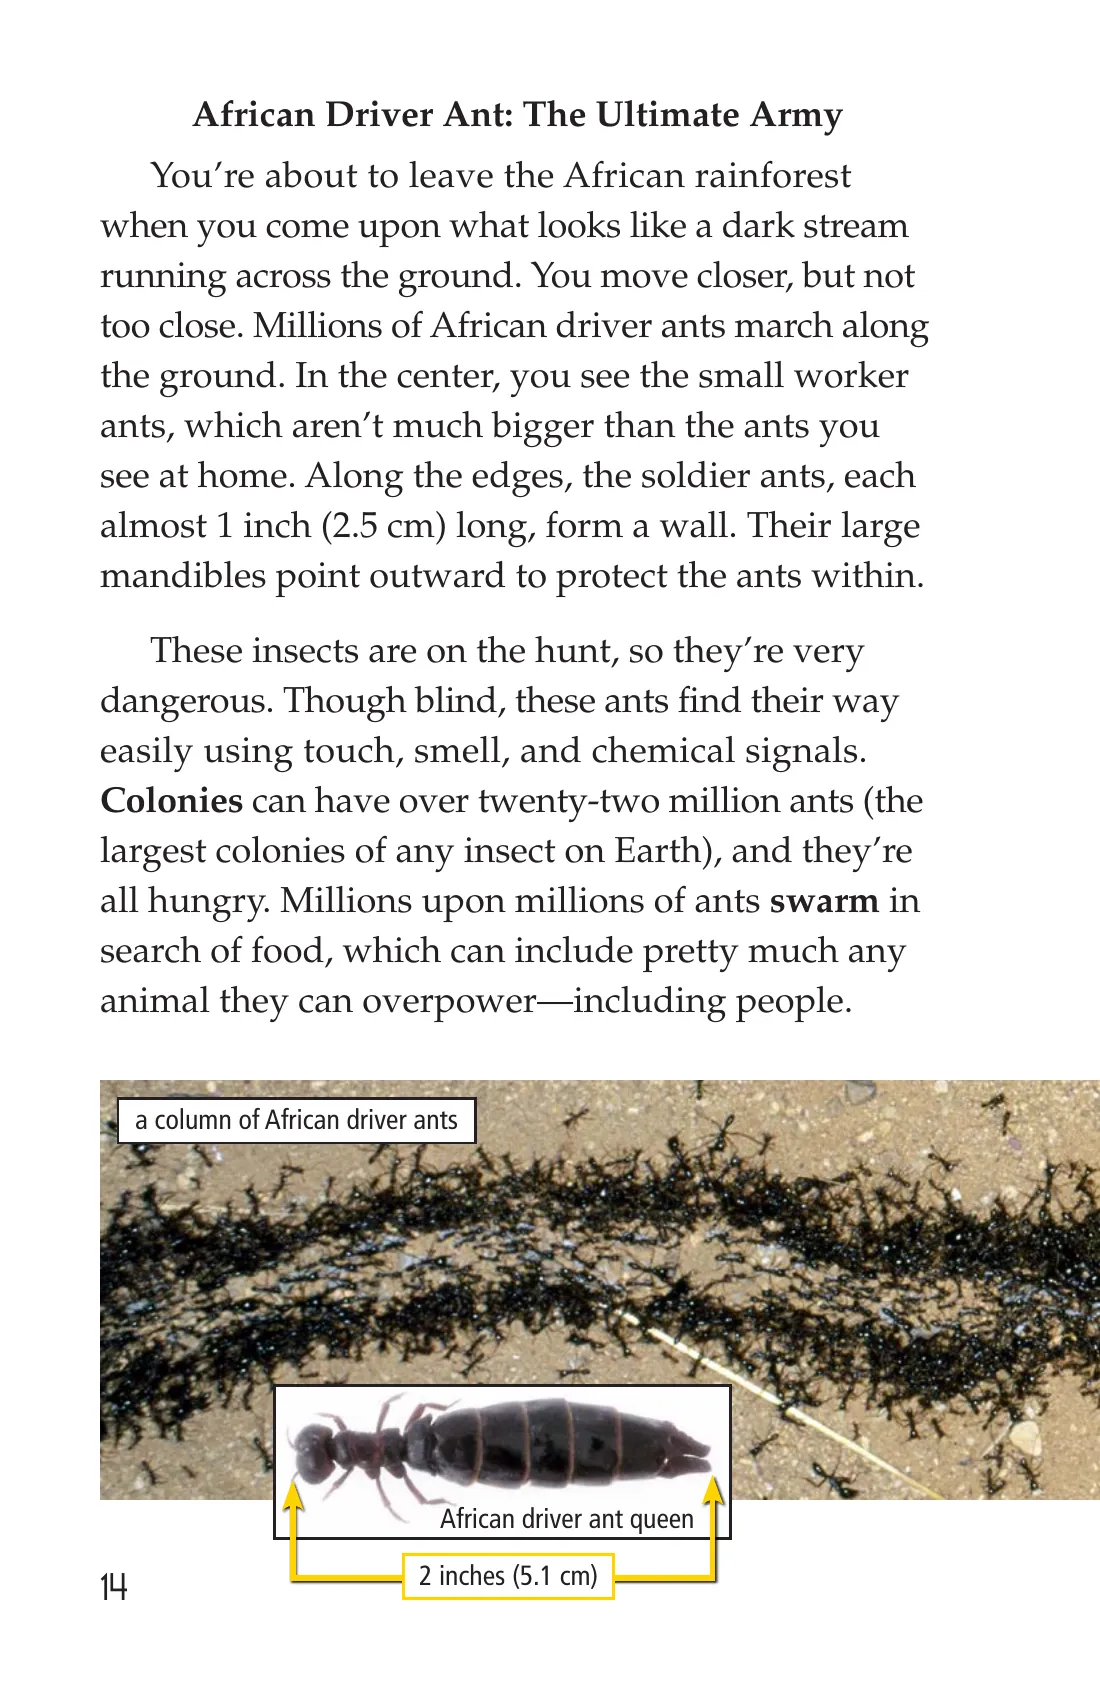 African Driver Ant: The Ultimate Army
You’re about to leave the African rainforest
when you come upon what looks like a dark stream
running across the ground. You move closer, but not
too close. Millions of African driver ants march along
the ground. In the center, you see the small worker
ants, which aren’t much bigger than the ants you
see at home. Along the edges, the soldier ants, each
almost 1 inch (2.5 cm) long, form a wall. Their large
mandibles point outward to protect the ants within.
These insects are on the hunt, so they’re very
dangerous. Though blind, these ants find their way
easily using touch, smell, and chemical signals.
Colonies can have over twenty-two million ants (the
largest colonies of any insect on Earth), and they’re
all hungry. Millions upon millions of ants swarm in
search of food, which can include pretty much any
animal they can overpower—including people.
a column of African driver ants
African driver ant queen
2 inches (5.1 cm)
14